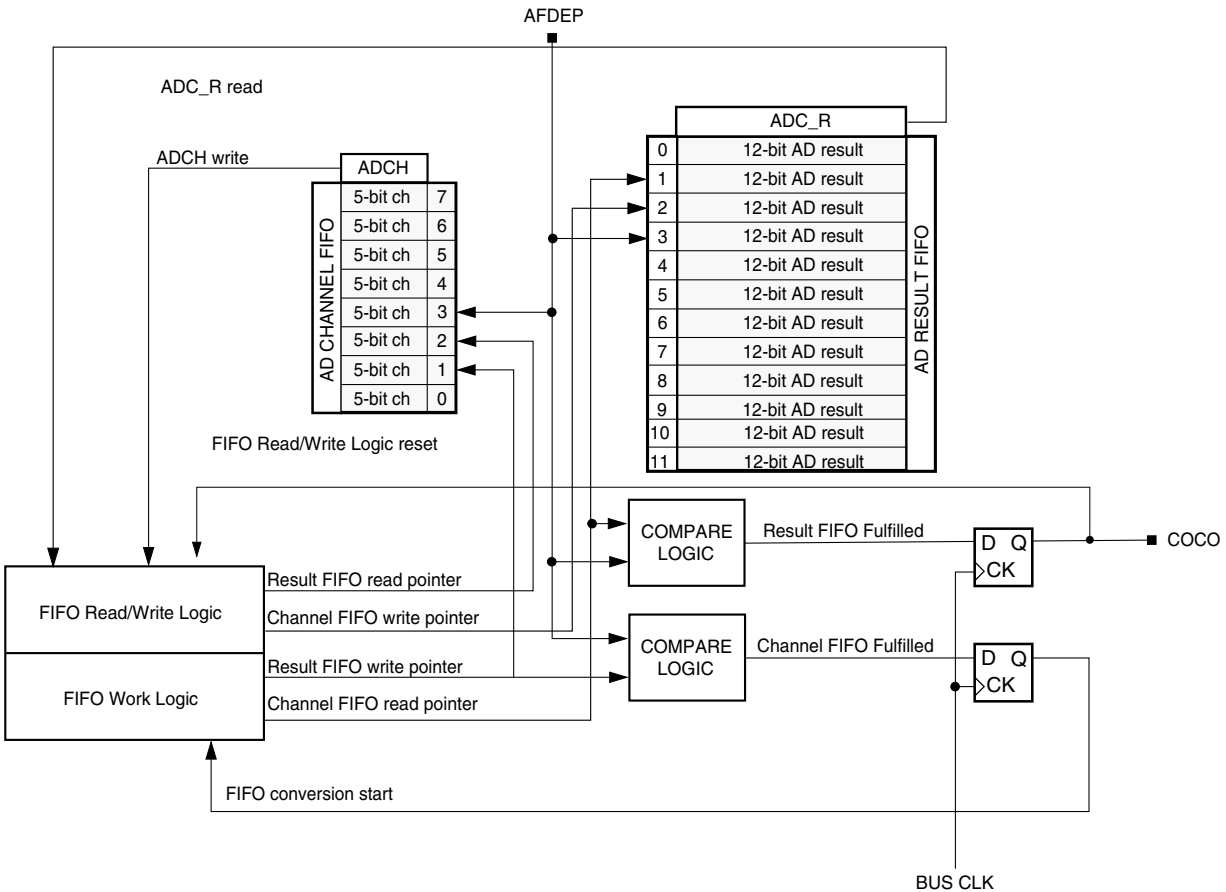 AFDEP
ADC_R read
ADCH write
ADCH
5-bit ch 7
5-bit ch 6
5-bit ch 5
5-bit ch 4
5-bit ch 3
5-bit ch 2
5-bit ch 1
5-bit ch 0
AD CHANNEL FIFO
ADC_R
0 12-bit AD result
1 12-bit AD result
2 12-bit AD result
3 12-bit AD result
4 12-bit AD result
5 12-bit AD result
6 12-bit AD result
7 12-bit AD result
8 12-bit AD result
9 12-bit AD result
10 12-bit AD result
11 12-bit AD result
AD RESULT FIFO
FIFO Read/Write Logic reset
COMPARE
LOGIC
Result FIFO Fulfilled
D Q
CK
COCO
FIFO Read/Write Logic
Result FIFO read pointer
Channel FIFO write pointer
FIFO Work Logic
Result FIFO write pointer
Channel FIFO read pointer
COMPARE
LOGIC
Channel FIFO Fulfilled
D Q
CK
FIFO conversion start
BUS CLK